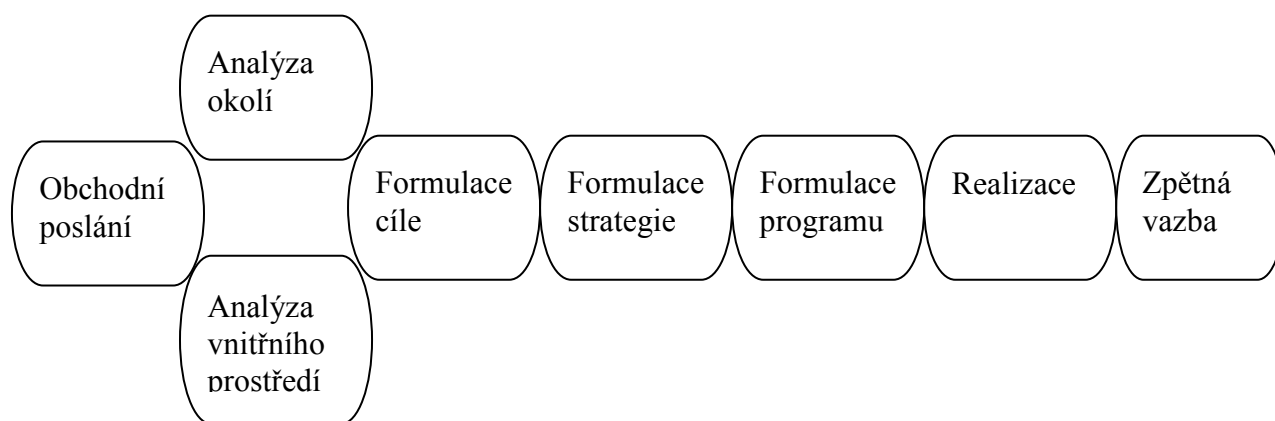 Obchodní
poslání
Analýza
okolí
Analýza
vnitřního
prostředí
Formulace
cíle
Formulace
strategie
Formulace
programu
Realizace
Zpětná
vazba